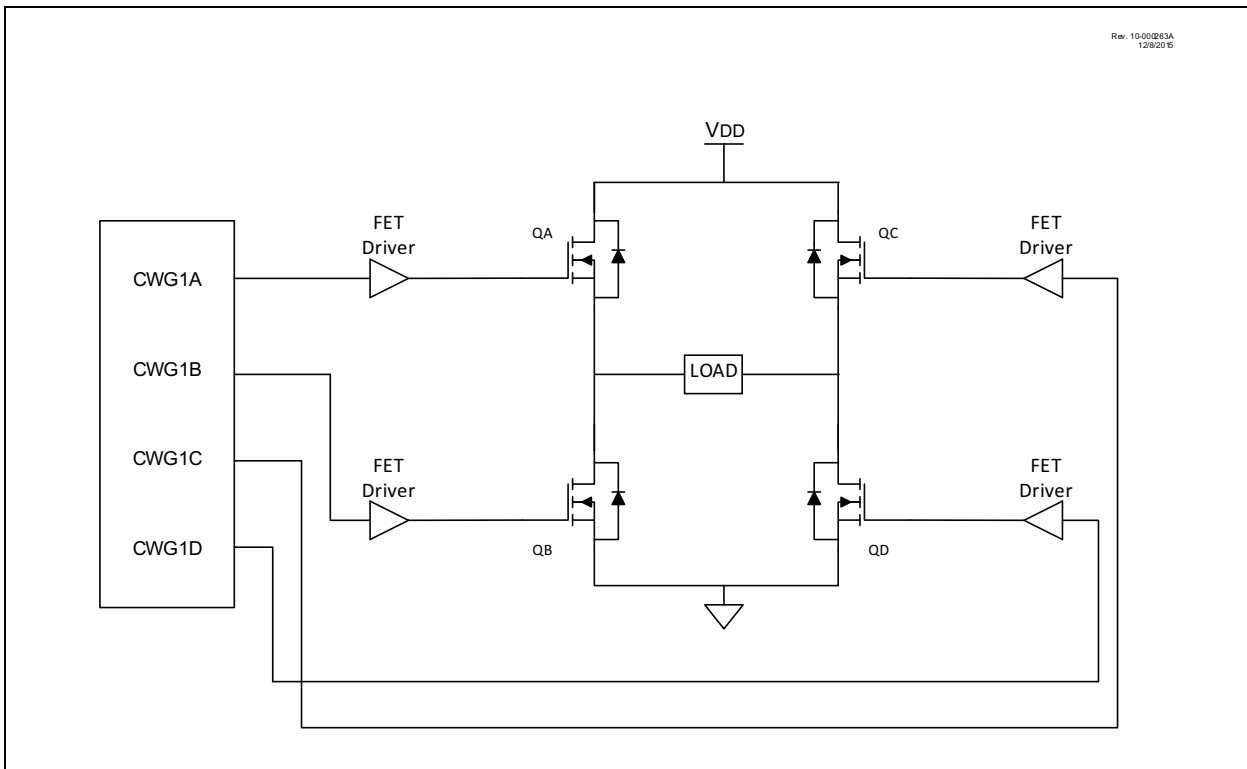 Rev. 10-000263A
12/8/2015
VDD
FET
Driver
QA
QC
FET
Driver
CWG1A
CWG1B
LOAD
CWG1C
FET
Driver
FET
Driver
CWG1D
QB
QD